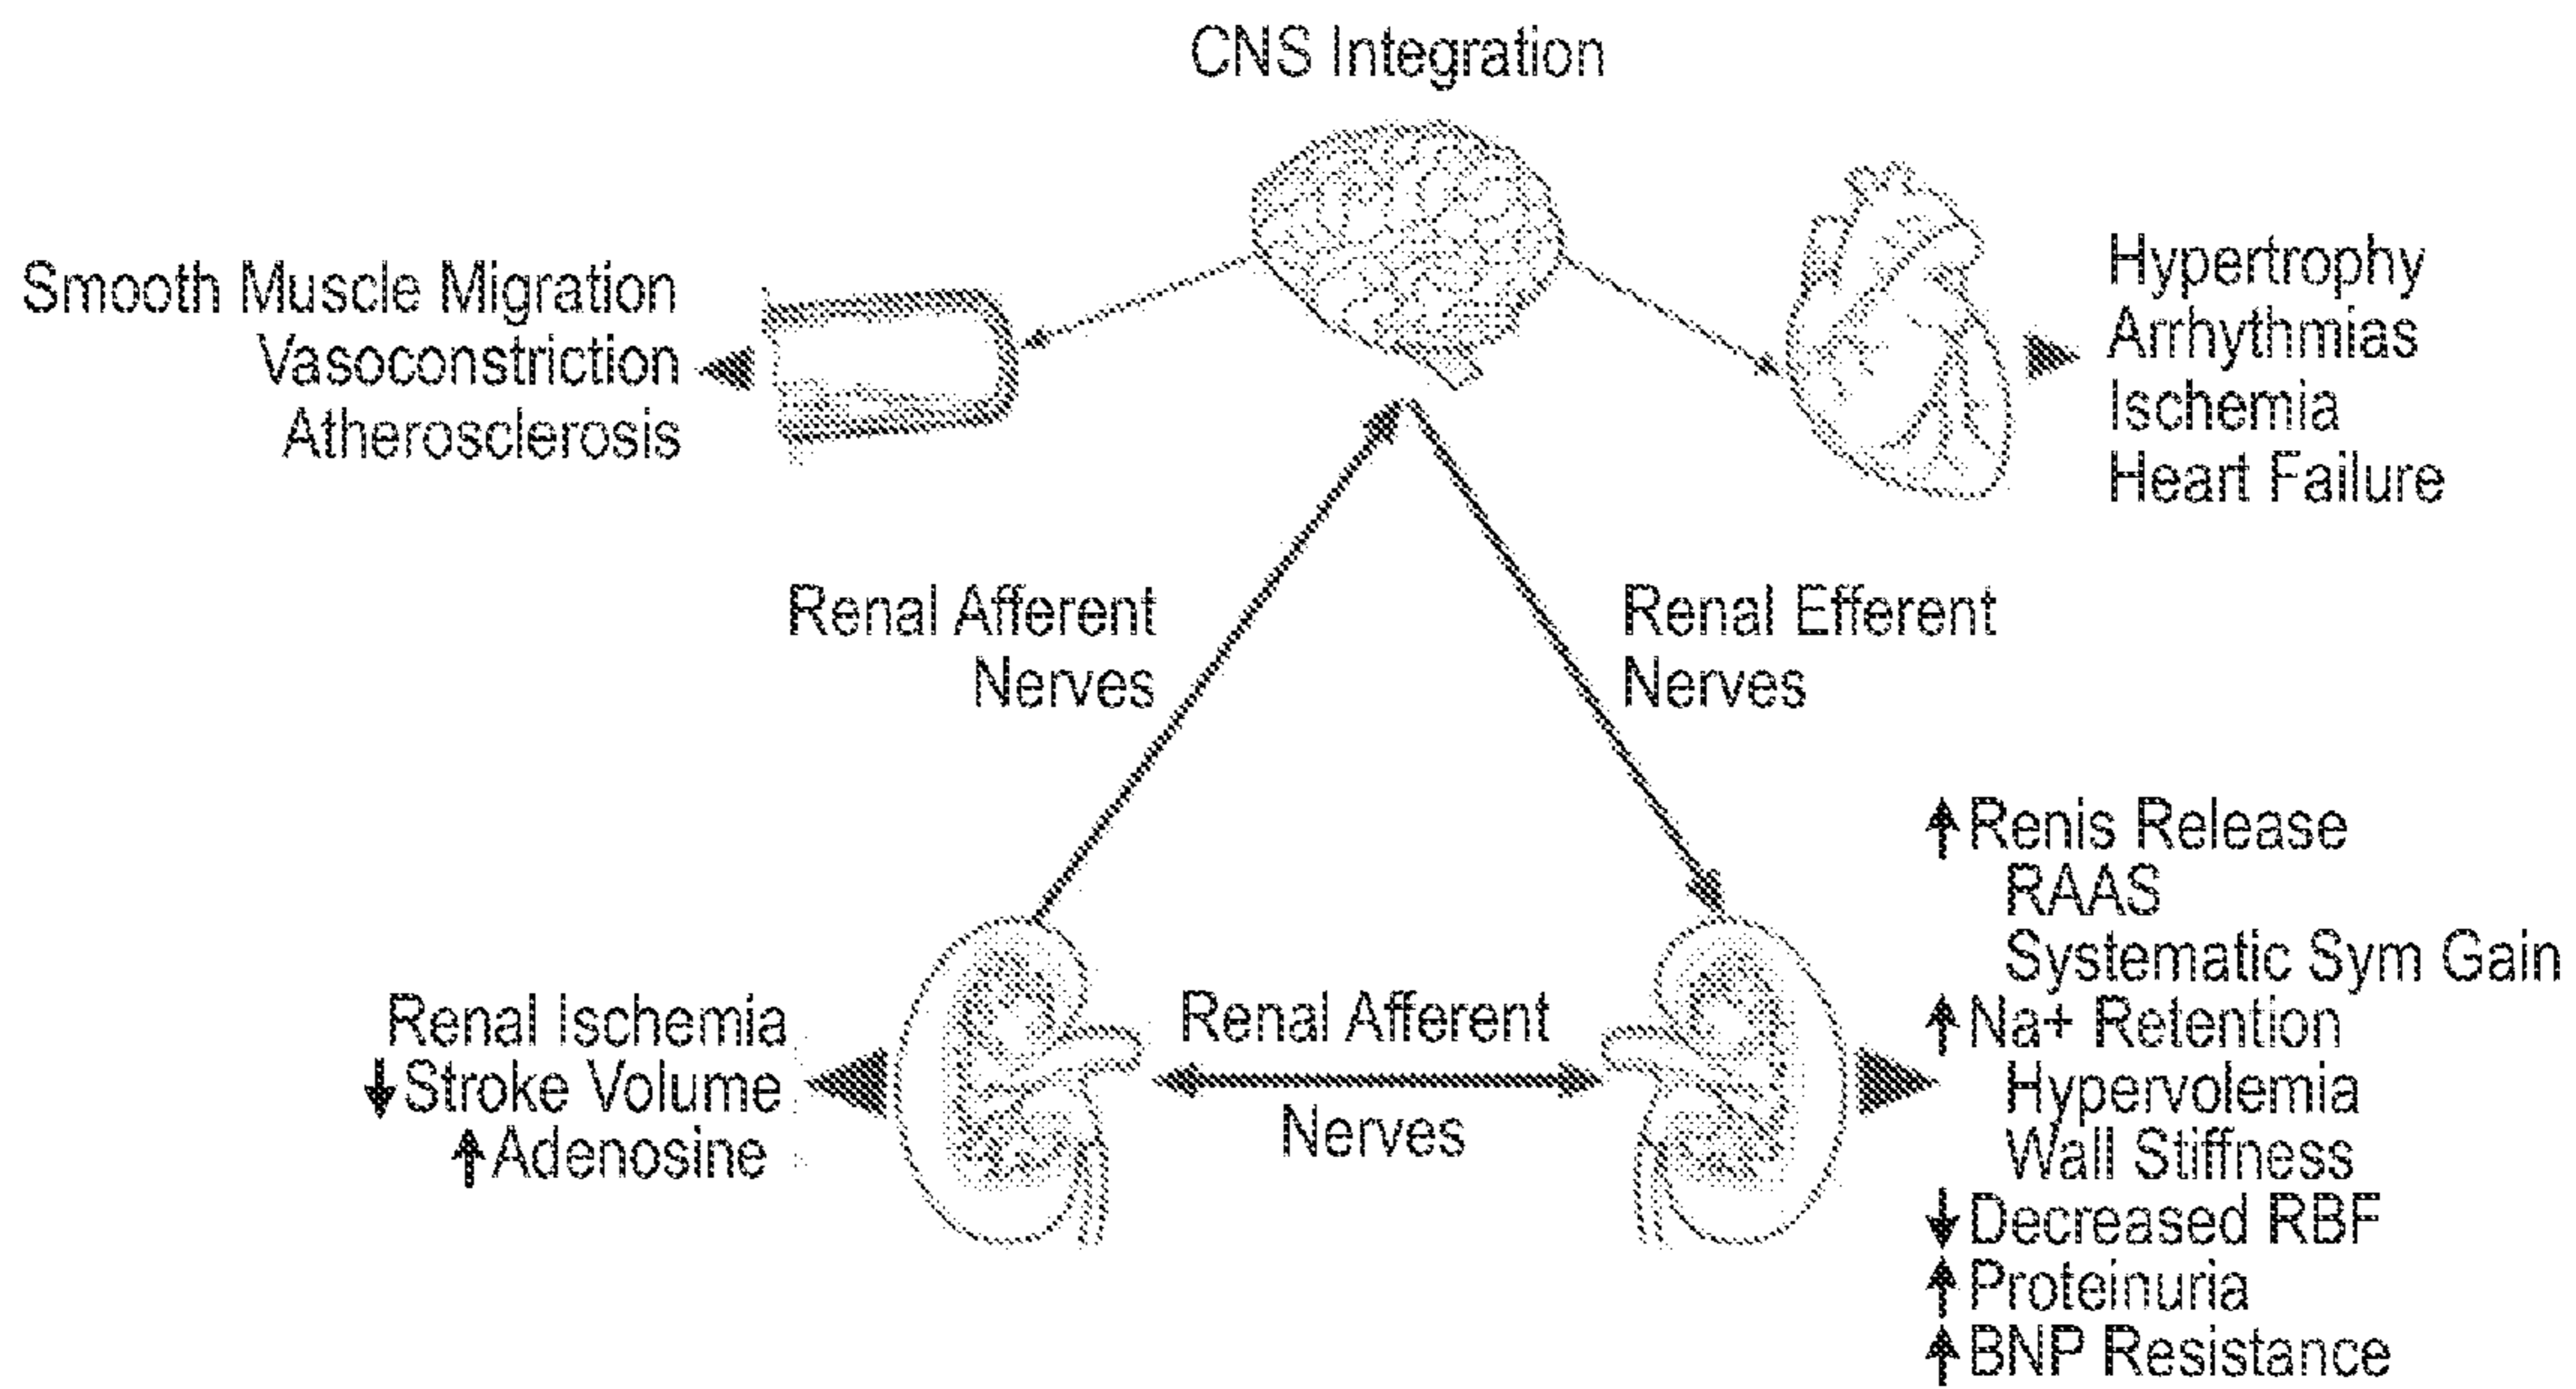 CNS Integration
Smooth Muscle Migration
Vasoconstriction
Atherosclerosis
Hypertrophy
Arrhythmias
Ischemia
Heart Failure
Renal Afferent
Nerves
Renal Efferent
Nerves
Renal Ischemia
↓Stroke Volume
↑Adenosine
Renal Afferent
Nerves
↑Renis Release
RAAS
Systematic Sym Gain
↑Na+ Retention
Hypervolemia
Wall Stiffness
↓Decreased RBF
↑Proteinuria
↑BNP Resistance